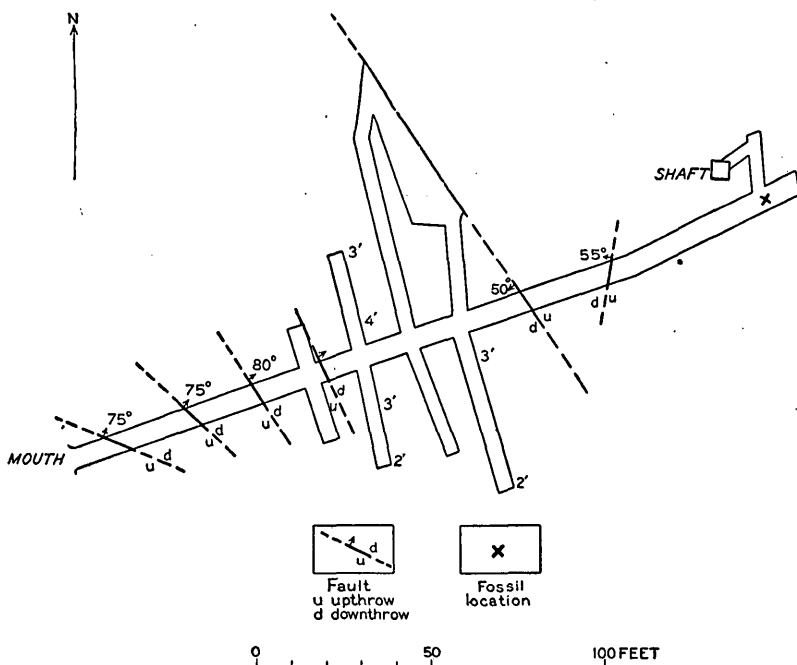 N
SHAFT
3'
55°
50°
4'
d u
d u
80°
75°
3'
75°
u d
3'
u d
u d
MOUTH
u d
2'
2'
d
u
Fault
u upthrow
d downthrow
Fossil
location
0 50 100 FEET